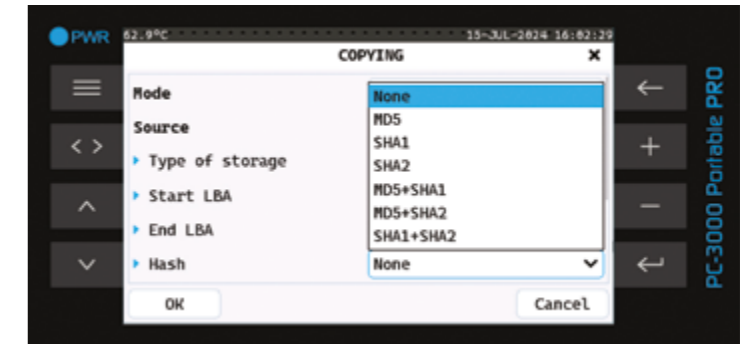 PWR
62.9°C 15-JUL-2024 16:02:29
COPYING
Mode
Source
Type of storage
Start LBA
End LBA
Hash
None
MD5
SHA1
SHA2
MD5+SHA1
MD5+SHA2
SHA1+SHA2
None
OK Cancel
PC-3000 Portable PRO